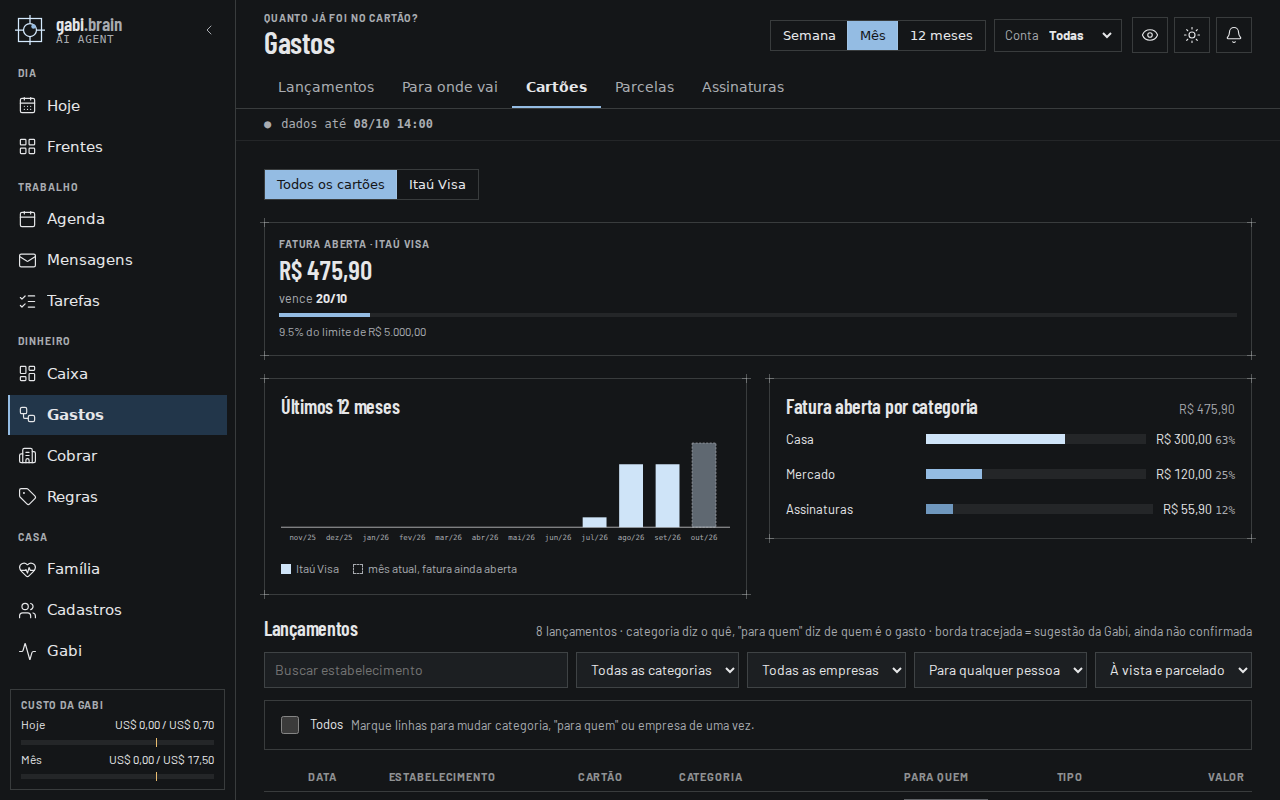 gabi.brain
AI AGENT
DIA
Hoje
Frentes
TRABALHO
Agenda
Mensagens
Tarefas
DINHEIRO
Caixa
Gastos
Cobrar
Regras
CASA
Família
Cadastros
Gabi
CUSTO DA GABI
Hoje US$ 0,00 / US$ 0,70
Mês US$ 0,00 / US$ 17,50
QUANTO JÁ FOI NO CARTÃO?
Gastos
Semana Mês 12 meses
Conta Todas
Lançamentos Para onde vai Cartões Parcelas Assinaturas
dados até 08/10 14:00
Todos os cartões Itaú Visa
FATURA ABERTA · ITAÚ VISA
R$ 475,90
vence 20/10
9.5% do limite de R$ 5.000,00
Últimos 12 meses
nov/25 dez/25 jan/26 fev/26 mar/26 abr/26 mai/26 jun/26 jul/26 ago/26 set/26 out/26
Itaú Visa mês atual, fatura ainda aberta
Fatura aberta por categoria R$ 475,90
Casa R$ 300,00 63%
Mercado R$ 120,00 25%
Assinaturas R$ 55,90 12%
Lançamentos 8 lançamentos · categoria diz o quê, "para quem" diz de quem é o gasto · borda tracejada = sugestão da Gabi, ainda não confirmada
Buscar estabelecimento Todas as categorias Todas as empresas Para qualquer pessoa À vista e parcelado
Todos Marque linhas para mudar categoria, "para quem" ou empresa de uma vez.
DATA ESTABELECIMENTO CARTÃO CATEGORIA PARA QUEM TIPO VALOR